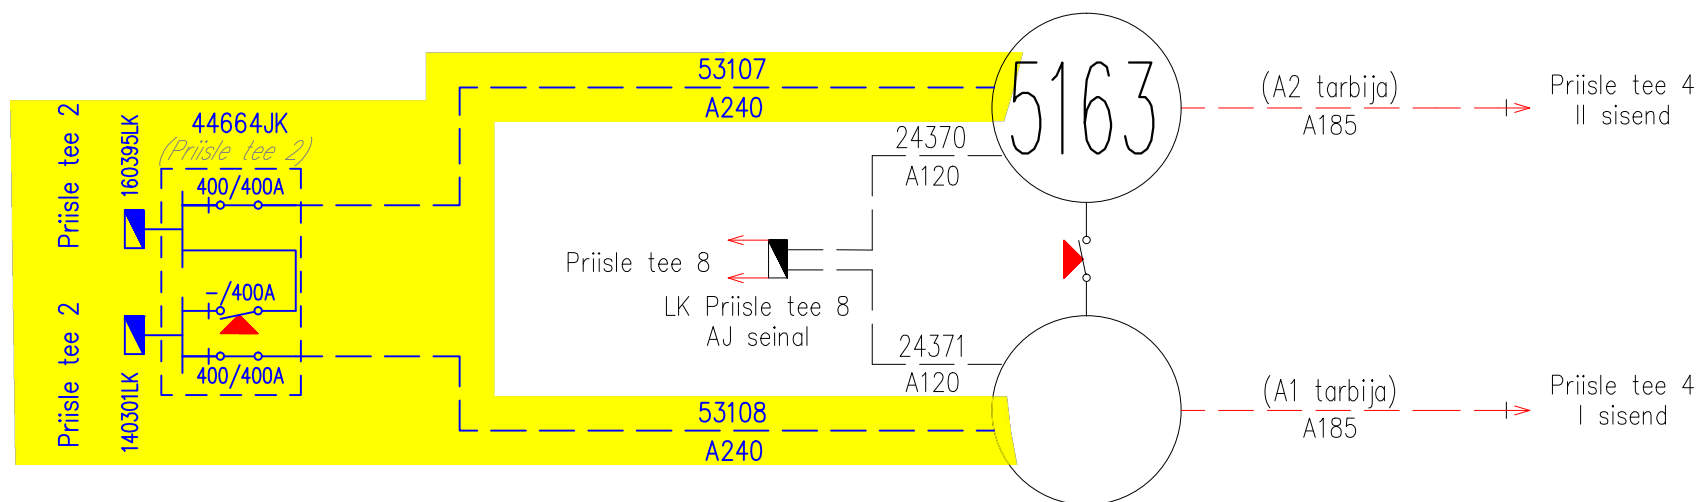 Priisle tee 2
160395LK
44664JK
(Priisle tee 2)
400/400A
-/400A
400/400A
Priisle tee 2
140301LK
53107
A240
53108
A240
5163
24370
A120
Priisle tee 8
LK Priisle tee 8
AJ seinal
24371
A120
(A2 tarbija)
A185
Priisle tee 4
II sisend
(A1 tarbija)
A185
Priisle tee 4
I sisend